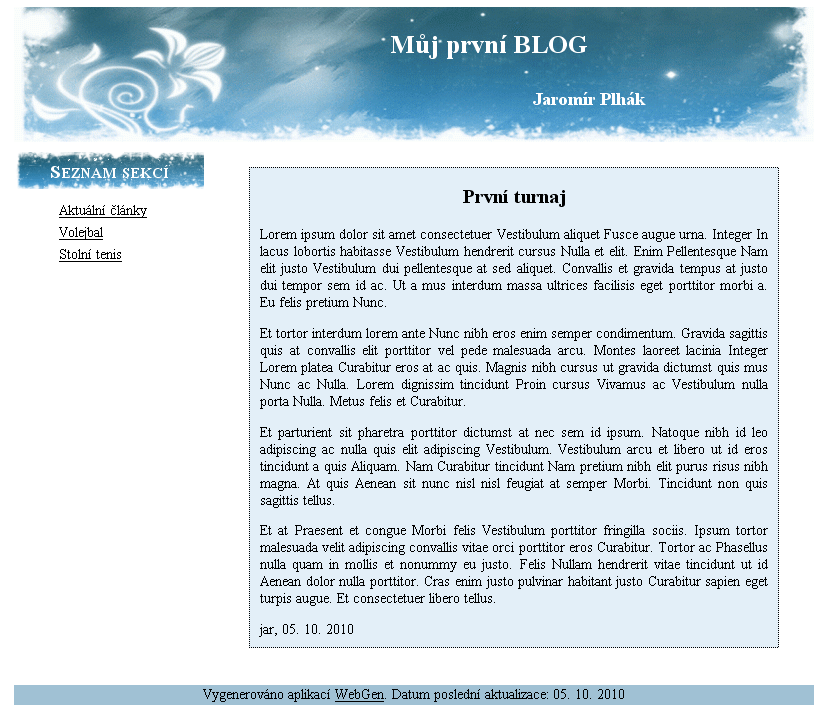 Můj první BLOG
Jaromír Plhák
SEZNAM SEKCÍ
Aktuální články
Volejbal
Stolní tenis
První turnaj
Lorem ipsum dolor sit amet consectetuer Vestibulum aliquet Fusce augue urna. Integer In
lacus lobortis habitasse Vestibulum hendrerit cursus Nulla et elit. Enim Pellentesque Nam
elit justo Vestibulum dui pellentesque at sed aliquet. Convallis et gravida tempus at justo
dui tempor sem id ac. Ut a mus interdum massa ultrices facilisis eget porttitor morbi a.
Eu felis pretium Nunc.
Et tortor interdum lorem ante Nunc nibh eros enim semper condimentum. Gravida sagittis
quis at convallis elit porttitor vel pede malesuada arcu. Montes laoreet lacinia Integer
Lorem platea Curabitur eros at ac quis. Magnis nibh cursus ut gravida dictumst quis mus
Nunc ac Nulla. Lorem dignissim tincidunt Proin cursus Vivamus ac Vestibulum nulla
porta Nulla. Metus felis et Curabitur.
Et parturient sit pharetra porttitor dictumst at nec sem id ipsum. Natoque nibh id leo
adipiscing ac nulla quis elit adipiscing Vestibulum. Vestibulum arcu et libero ut id eros
tincidunt a quis Aliquam. Nam Curabitur tincidunt Nam pretium nibh elit purus risus nibh
magna. At quis Aenean sit nunc nisl nisl feugiat at semper Morbi. Tincidunt non quis
sagittis tellus.
Et at Praesent et congue Morbi felis Vestibulum porttitor fringilla sociis. Ipsum tortor
malesuada velit adipiscing convallis vitae orci porttitor eros Curabitur. Tortor ac Phasellus
nulla quam in mollis et nonummy eu justo. Felis Nullam hendrerit vitae tincidunt ut id
Aenean dolor nulla porttitor. Cras enim justo pulvinar habitant justo Curabitur sapien eget
turpis augue. Et consectetuer libero tellus.
jar, 05. 10. 2010
Vygenerováno aplikací WebGen. Datum poslední aktualizace: 05. 10. 2010